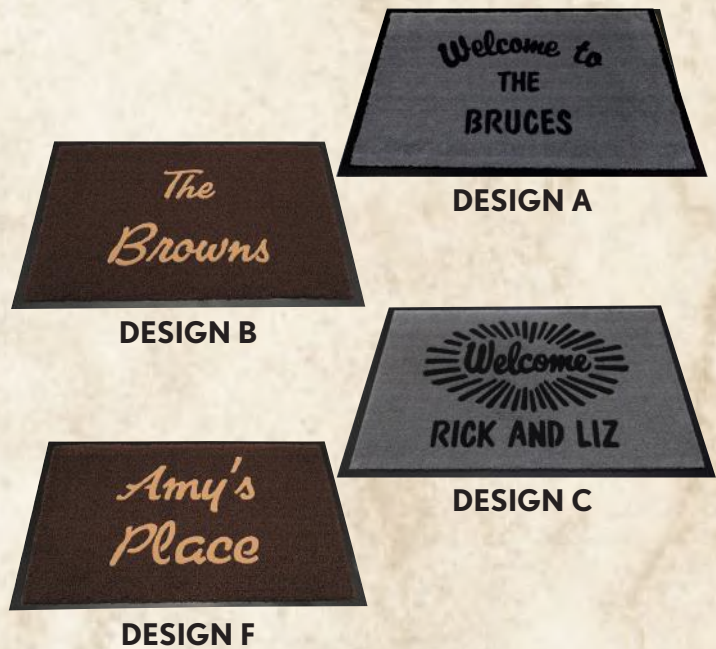 Welcome to
THE
BRUCES
DESIGN A
The
Browns
DESIGN B
Welcome
RICK AND LIZ
DESIGN C
Amy's
Place
DESIGN F